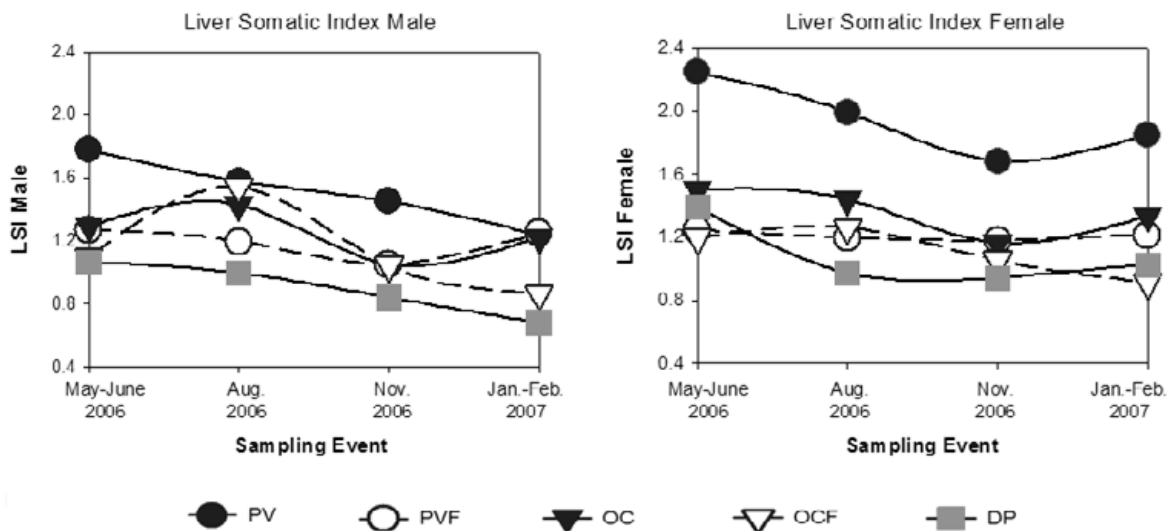 Liver Somatic Index Male
2.4
2.0
1.6
1.2
0.8
0.4
LSI Male
May-June
2006
Aug.
2006
Nov.
2006
Jan.-Feb.
2007
Sampling Event
Liver Somatic Index Female
2.4
2.0
1.6
1.2
0.8
0.4
LSI Female
May-June
2006
Aug.
2006
Nov.
2006
Jan.-Feb.
2007
Sampling Event
PV PVF OC OCF DP